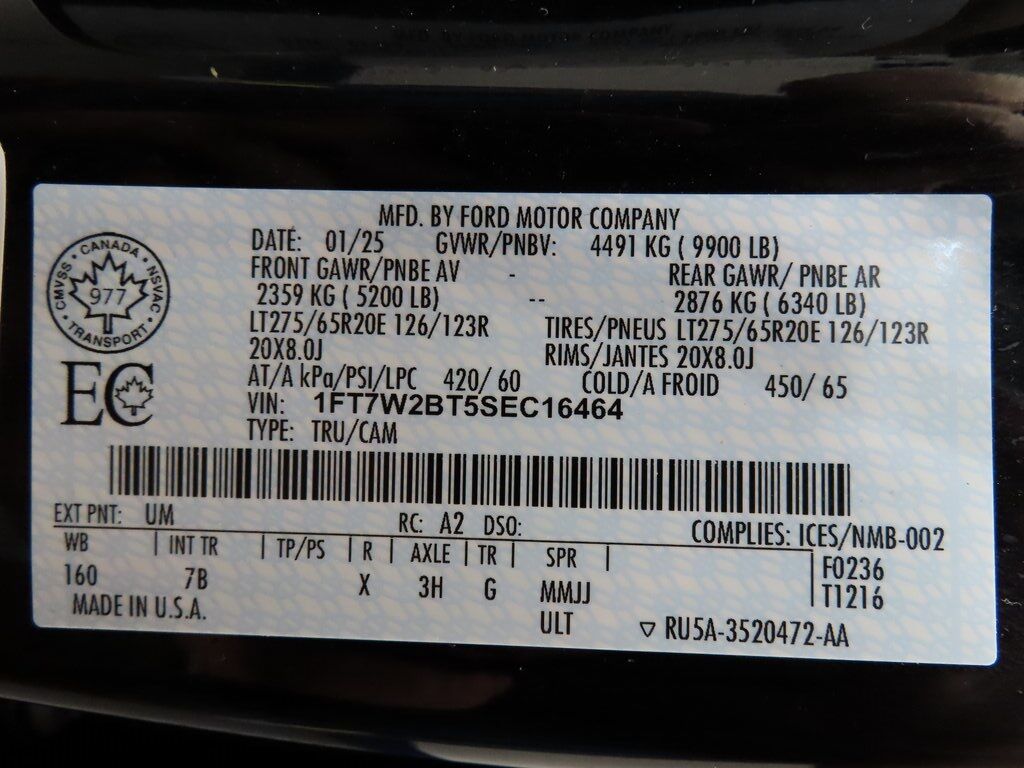 MFD. BY FORD MOTOR COMPANY
DATE: 01/25 GVWR/PNBV: 4491 KG ( 9900 LB)
FRONT GAWR/PNBE AV - REAR GAWR/ PNBE AR
2359 KG ( 5200 LB) -- 2876 KG ( 6340 LB)
LT275/65R20E 126/123R TIRES/PNEUS LT275/65R20E 126/123R
20X8.0J RIMS/JANTES 20X8.0J
AT/A kPa/PSI/LPC 420/ 60 COLD/A FROID 450/ 65
VIN: 1FT7W2BT5SEC16464
TYPE: TRU/CAM
CANADA
CMVSS · NSVAC
977
TRANSPORT
EC
EXT PNT: UM RC: A2 DSO: COMPLIES: ICES/NMB-002
WB | INT TR | TP/PS | R | AXLE | TR | SPR | F0236
160 7B X 3H G MMJJ T1216
MADE IN U.S.A. ULT ▽ RU5A-3520472-AA